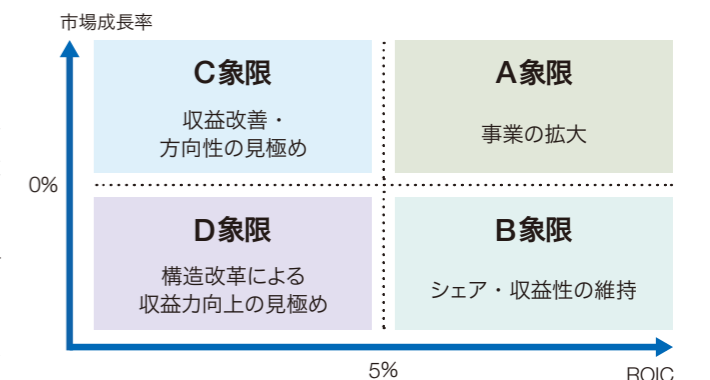 市場成長率
C象限
収益改善・
方向性の見極め
A象限
事業の拡大
0%
D象限
構造改革による
収益力向上の見極め
B象限
シェア・収益性の維持
5%
ROIC